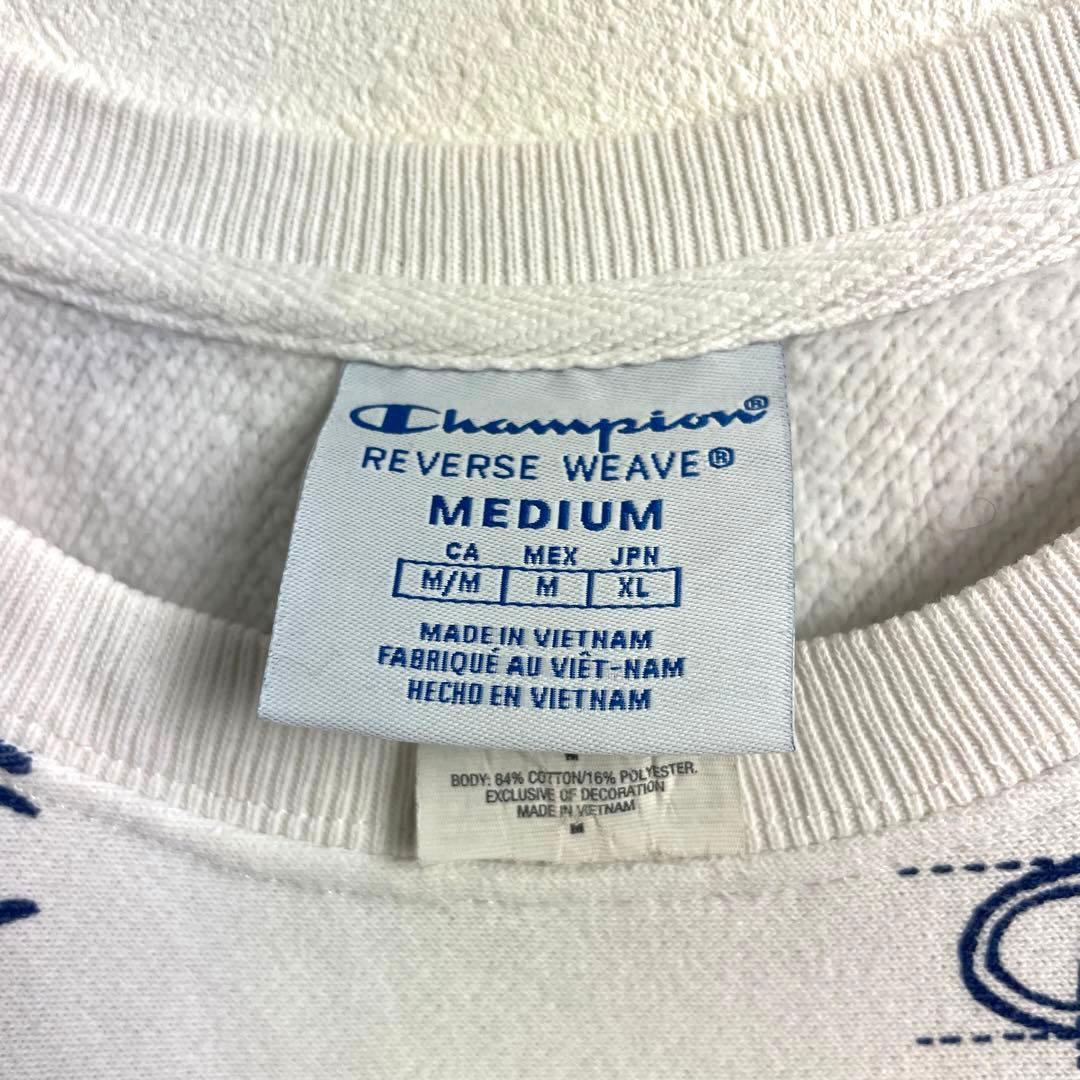 Champion®
REVERSE WEAVE®
MEDIUM
CA MEX JPN
M/M M XL
MADE IN VIETNAM
FABRIQUÉ AU VIÊT-NAM
HECHO EN VIETNAM
M
BODY: 84% COTTON/16% POLYESTER.
EXCLUSIVE OF DECORATION
MADE IN VIETNAM
M